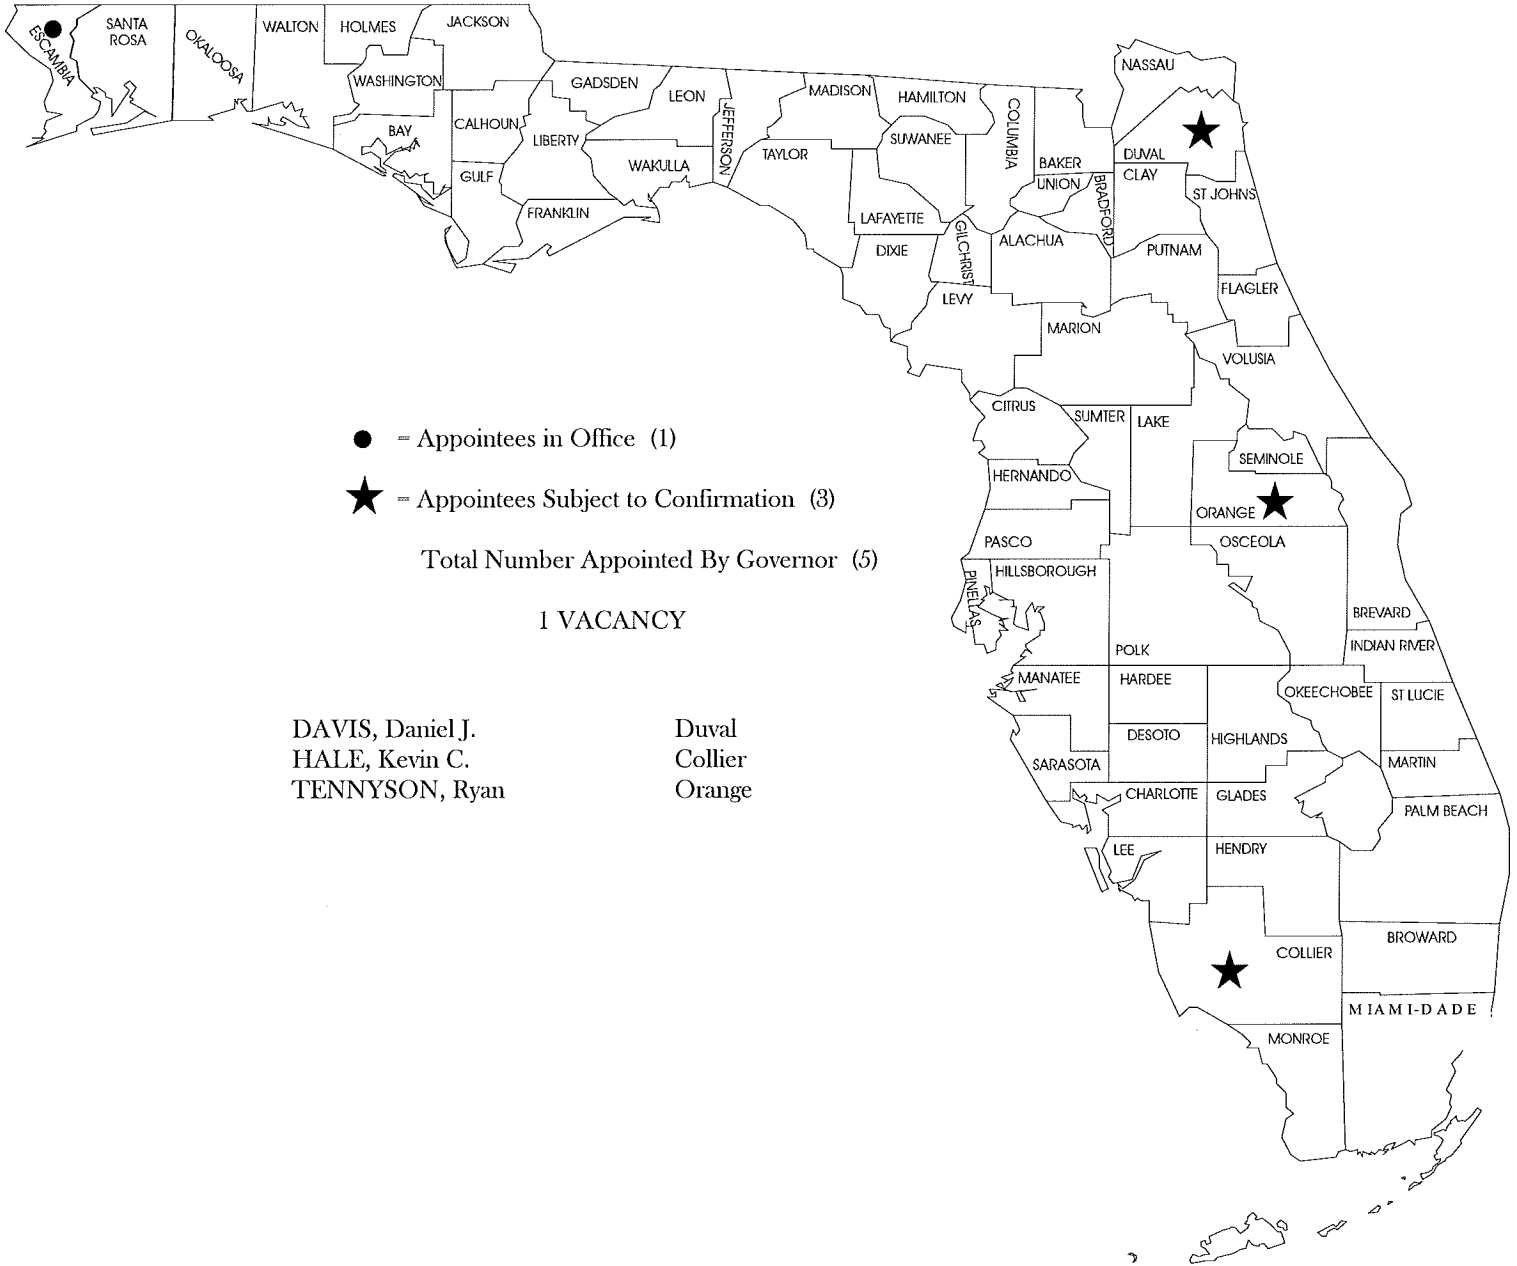 ESCAMBIA
SANTA
ROSA
OKALOOSA
WALTON
HOLMES
JACKSON
WASHINGTON
BAY
CALHOUN
GULF
LIBERTY
GADSDEN
FRANKLIN
LEON
WAKULLA
JEFFERSON
MADISON
TAYLOR
HAMILTON
SUWANEE
LAFAYETTE
DIXIE
COLUMBIA
GILCHRIST
BAKER
UNION
BRADFORD
ALACHUA
LEVY
NASSAU
DUVAL
CLAY
ST JOHNS
PUTNAM
FLAGLER
MARION
VOLUSIA
CITRUS
SUMTER
LAKE
SEMINOLE
HERNANDO
ORANGE
PASCO
OSCEOLA
HILLSBOROUGH
PINELLAS
BREVARD
POLK
INDIAN RIVER
MANATEE
HARDEE
OKEECHOBEE
ST LUCIE
DESOTO
HIGHLANDS
SARASOTA
MARTIN
CHARLOTTE
GLADES
PALM BEACH
LEE
HENDRY
COLLIER
BROWARD
MIAMI-DADE
MONROE
= Appointees in Office (1)
= Appointees Subject to Confirmation (3)
Total Number Appointed By Governor (5)
1 VACANCY
DAVIS, Daniel J. Duval
HALE, Kevin C. Collier
TENNYSON, Ryan Orange